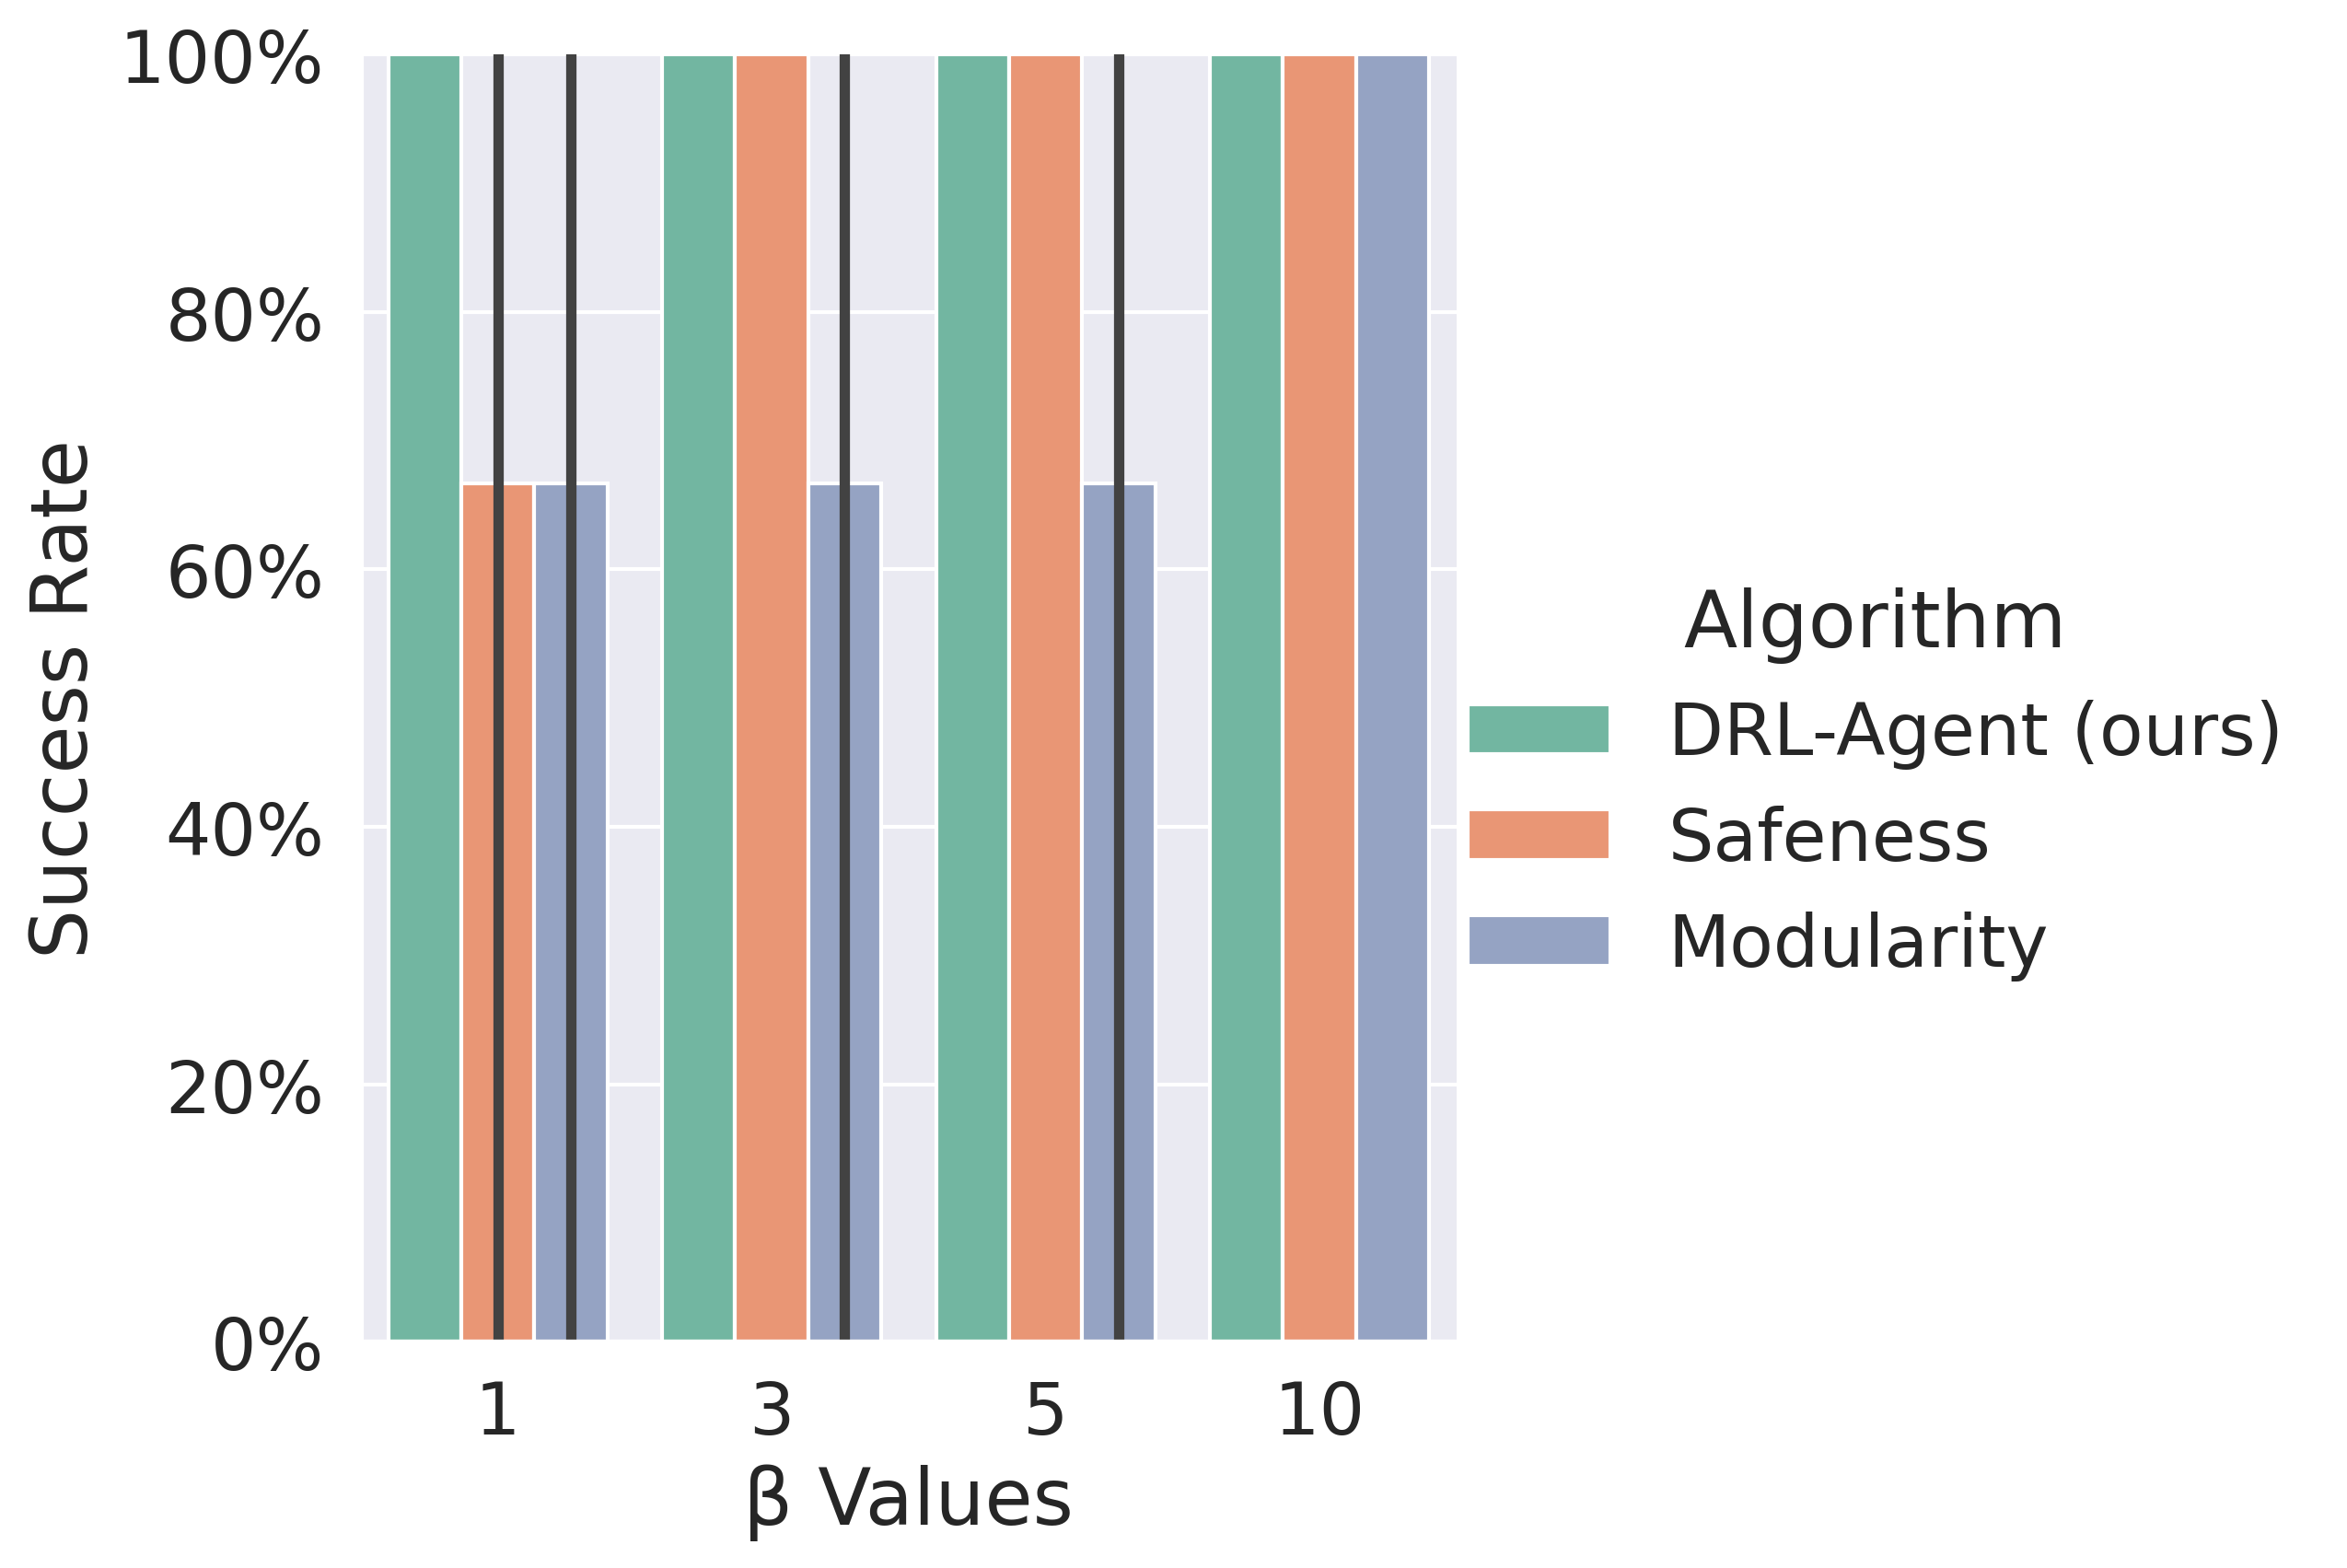 100%
80%
60%
40%
20%
0%
Success Rate
1 3 5 10
β Values
Algorithm
DRL-Agent (ours)
Safeness
Modularity